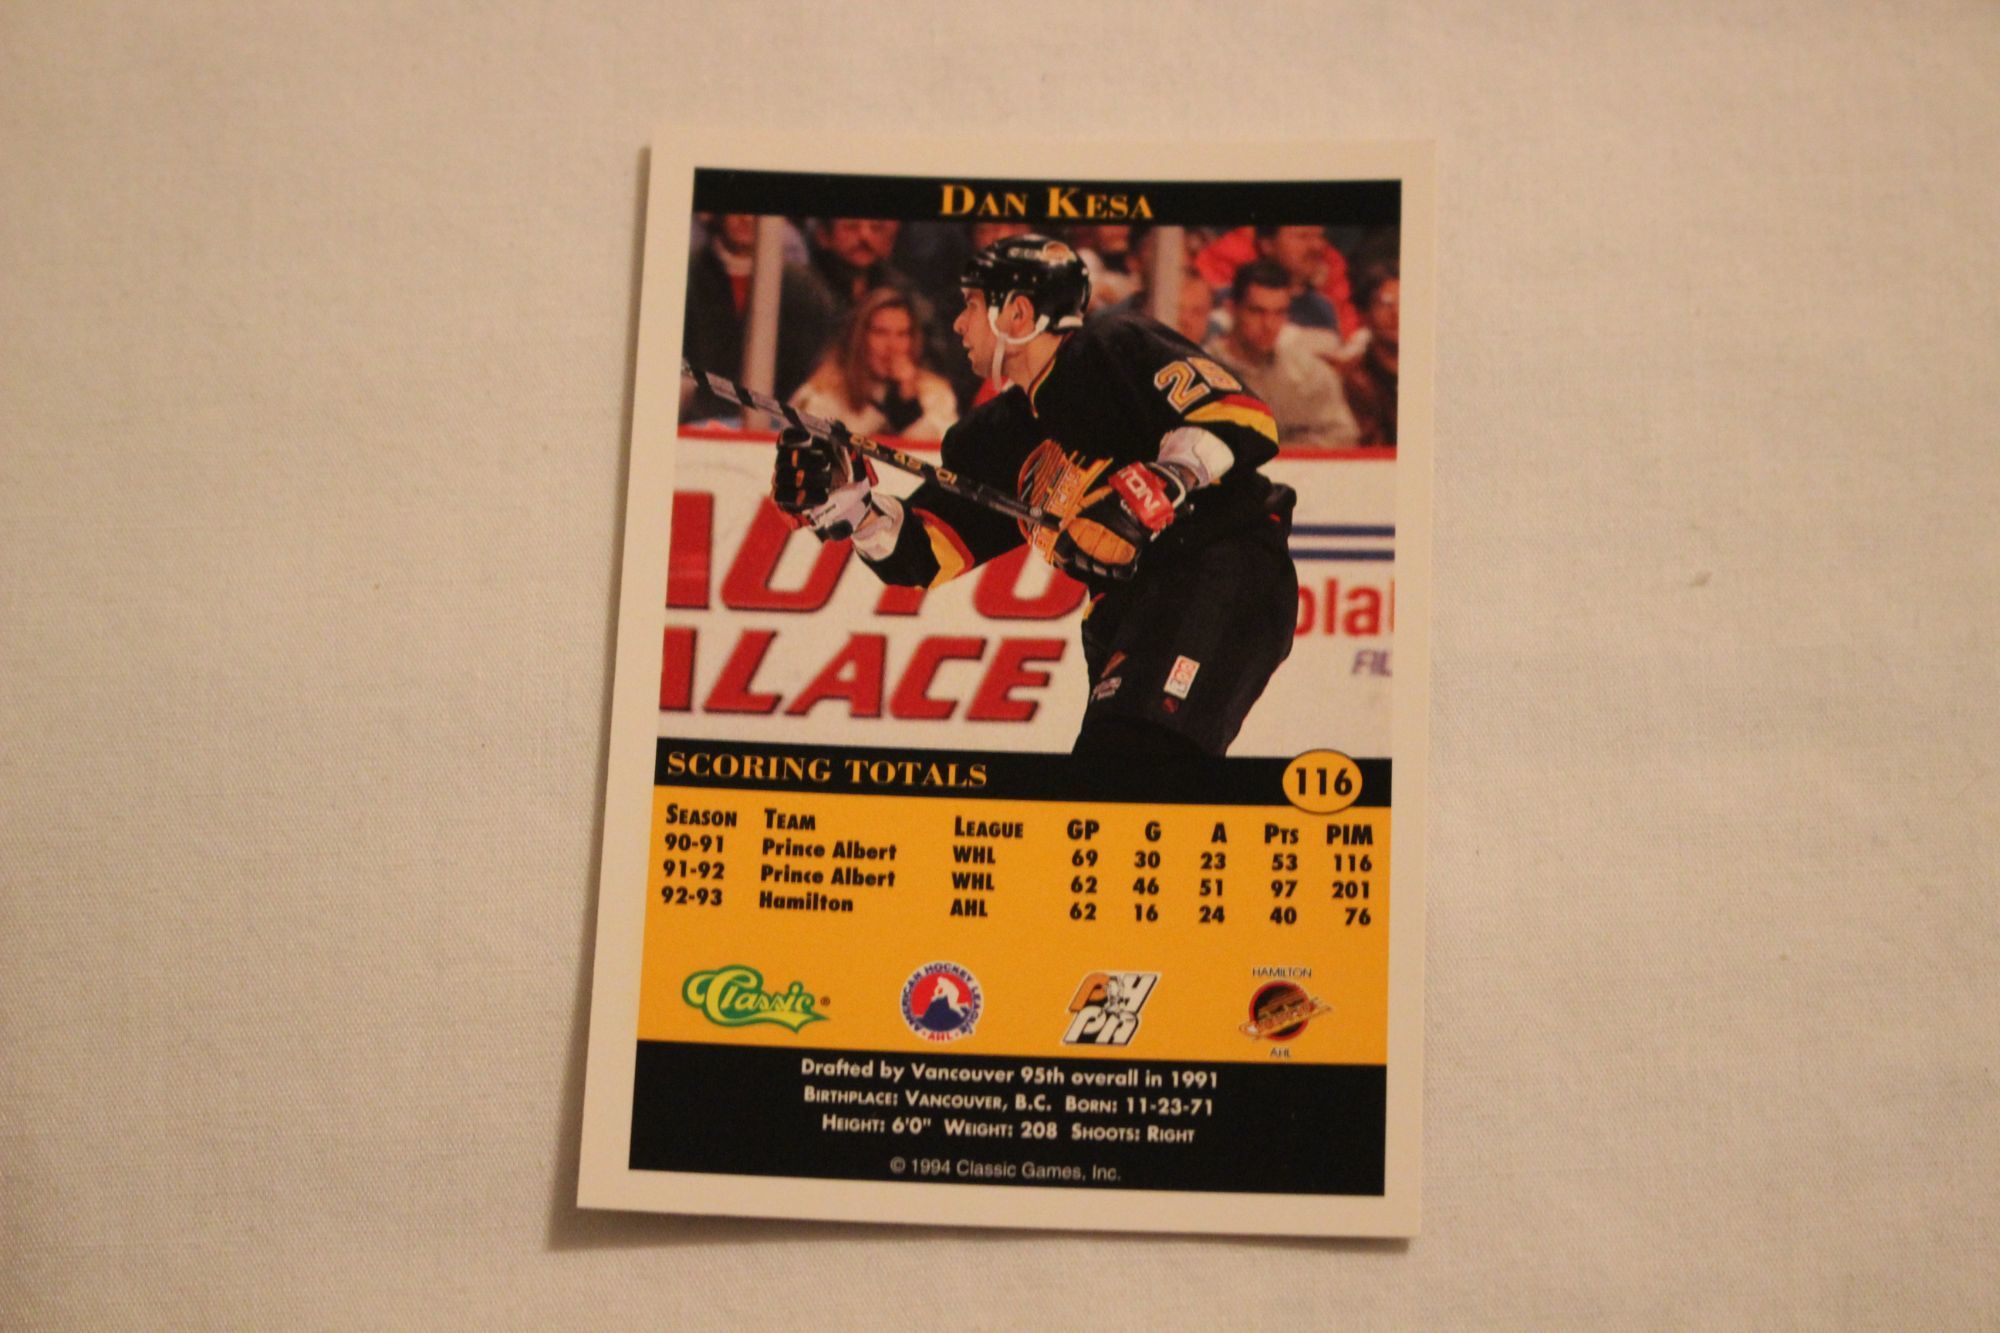 DAN KESA
AUTO
ALACE
SCORING TOTALS
116
SEASON TEAM LEAGUE GP G A PTS PIM
90-91 Prince Albert WHL 69 30 23 53 116
91-92 Prince Albert WHL 62 46 51 97 201
92-93 Hamilton AHL 62 16 24 40 76
Classic®
AMERICAN HOCKEY LEAGUE
AHL
PHPA
HAMILTON
AHL
Drafted by Vancouver 95th overall in 1991
BIRTHPLACE: VANCOUVER, B.C. BORN: 11-23-71
HEIGHT: 6'0" WEIGHT: 208 SHOOTS: RIGHT
© 1994 Classic Games, Inc.